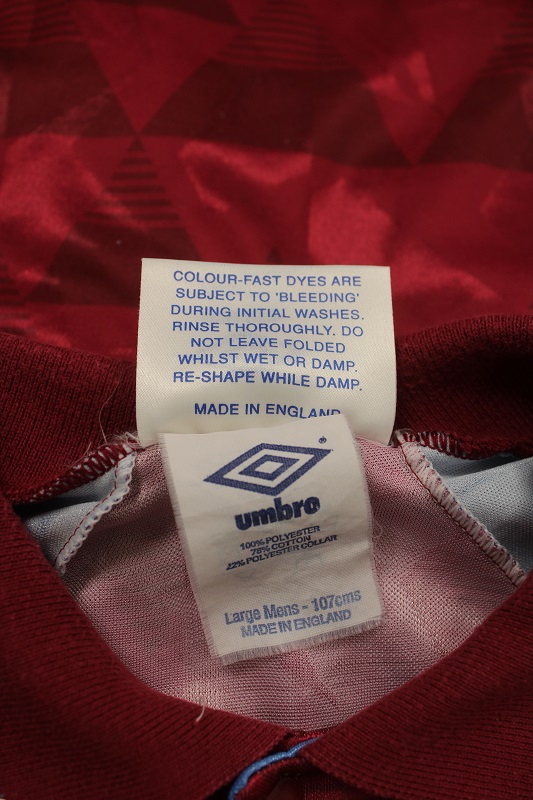 COLOUR-FAST DYES ARE
SUBJECT TO 'BLEEDING'
DURING INITIAL WASHES.
RINSE THOROUGHLY. DO
NOT LEAVE FOLDED
WHILST WET OR DAMP.
RE-SHAPE WHILE DAMP.
MADE IN ENGLAND
®
umbro
100% POLYESTER
78% COTTON
22% POLYESTER COLLAR
Large Mens - 107cms
MADE IN ENGLAND